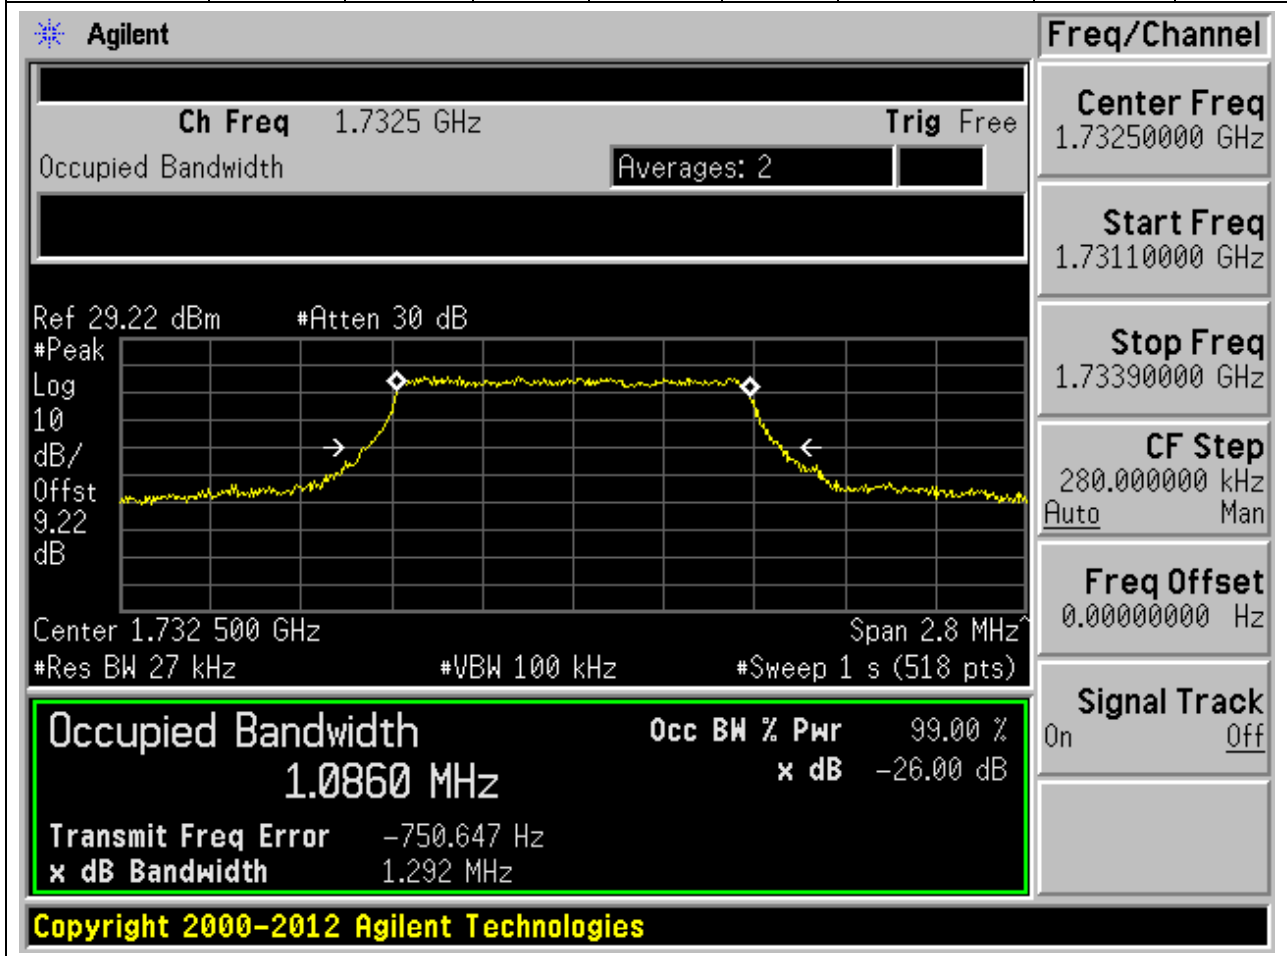 Agilent
Freq/Channel
Ch Freq 1.7325 GHz Trig Free
Occupied Bandwidth Averages: 2
Center Freq
1.73250000 GHz
Start Freq
1.73110000 GHz
Stop Freq
1.73390000 GHz
CF Step
280.000000 kHz
Auto Man
Freq Offset
0.00000000 Hz
Signal Track
On Off
Ref 29.22 dBm #Atten 30 dB
#Peak
Log
10
dB/
Offst
9.22
dB
Center 1.732 500 GHz Span 2.8 MHz^
#Res BW 27 kHz #VBW 100 kHz #Sweep 1 s (518 pts)
Occupied Bandwidth Occ BW % Pwr 99.00 %
1.0860 MHz x dB -26.00 dB
Transmit Freq Error -750.647 Hz
x dB Bandwidth 1.292 MHz
Copyright 2000-2012 Agilent Technologies